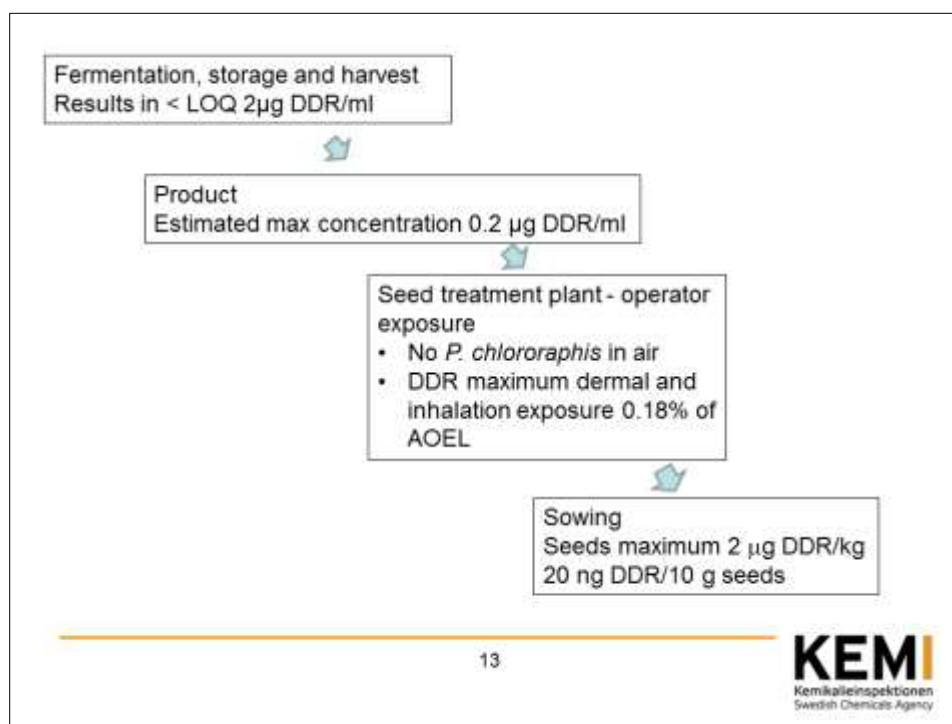 Fermentation, storage and harvest
Results in < LOQ 2µg DDR/ml
Product
Estimated max concentration 0.2 µg DDR/ml
Seed treatment plant - operator
exposure
• No P. chlororaphis in air
• DDR maximum dermal and
inhalation exposure 0.18% of
AOEL
Sowing
Seeds maximum 2 µg DDR/kg
20 ng DDR/10 g seeds
13
KEMI
Kemikalieinspektionen
Swedish Chemicals Agency